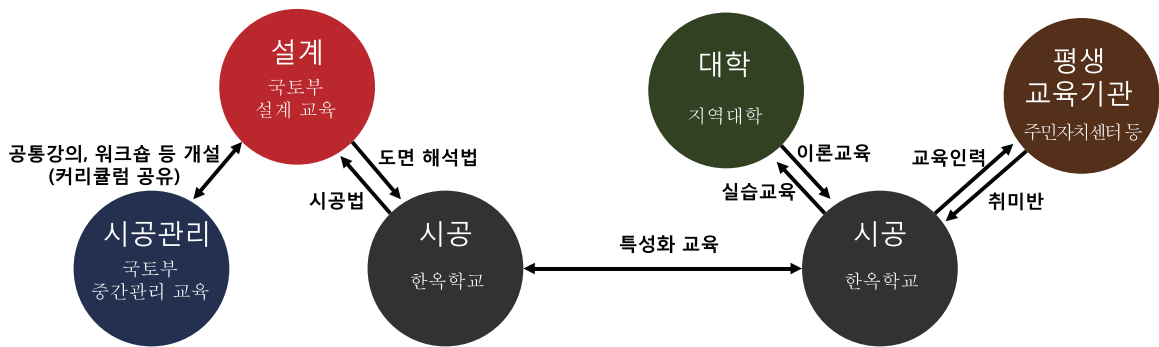 설계
국토부
설계 교육
공통강의, 워크숍 등 개설
(커리큘럼 공유)
시공관리
국토부
중간관리 교육
도면 해석법
시공법
시공
한옥학교
특성화 교육
대학
지역대학
이론교육
실습교육
시공
한옥학교
평생
교육기관
주민자치센터 등
교육인력
취미반